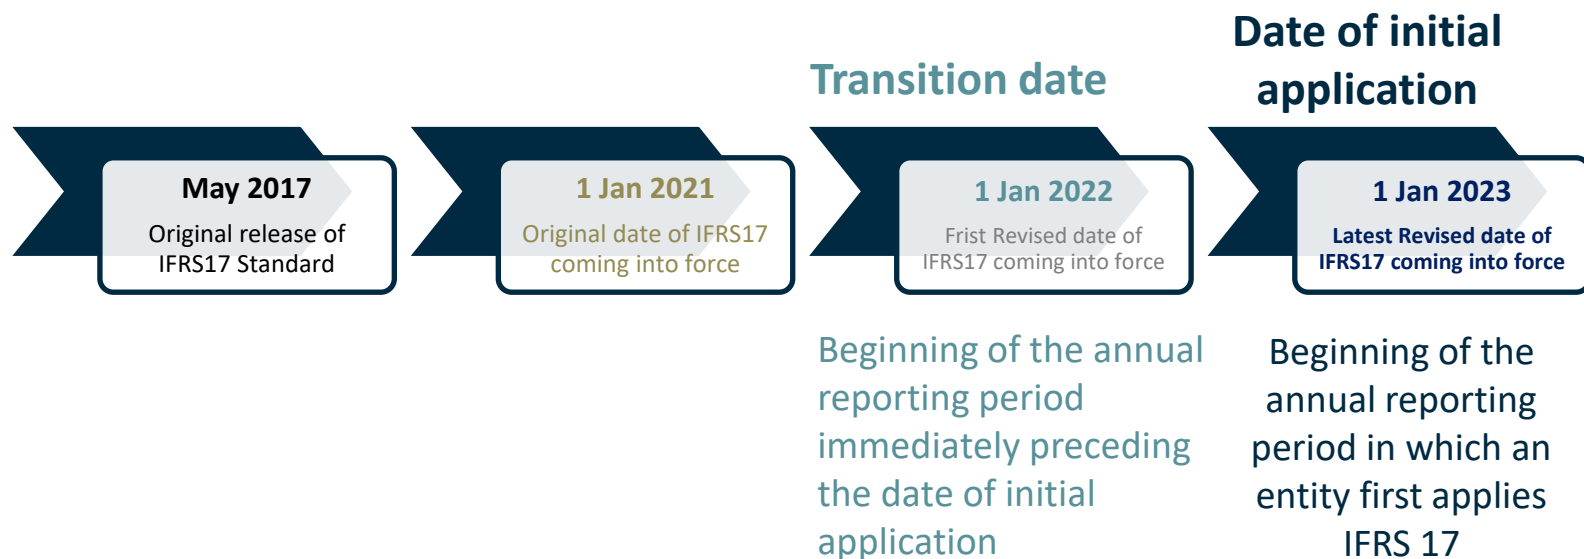 Transition date
Date of initial
application
May 2017
Original release of
IFRS17 Standard
1 Jan 2021
Original date of IFRS17
coming into force
1 Jan 2022
Frist Revised date of
IFRS17 coming into force
1 Jan 2023
Latest Revised date of
IFRS17 coming into force
Beginning of the annual
reporting period
immediately preceding
the date of initial
application
Beginning of the
annual reporting
period in which an
entity first applies
IFRS 17